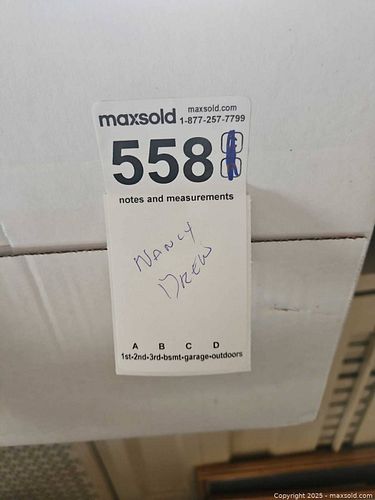 maxsold maxsold.com
1-877-257-7799
558
notes and measurements
NANCY
DREW
A B C D
1st-2nd-3rd-bsmt-garage-outdoors
Copyright 2025 - maxsold.com